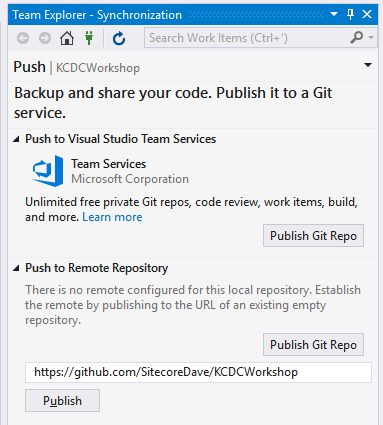 Team Explorer - Synchronization
Search Work Items (Ctrl+')
Push | KCDCWorkshop
Backup and share your code. Publish it to a Git
service.
Push to Visual Studio Team Services
Team Services
Microsoft Corporation
Unlimited free private Git repos, code review, work items, build,
and more. Learn more
Publish Git Repo
Push to Remote Repository
There is no remote configured for this local repository. Establish
the remote by publishing to the URL of an existing empty
repository.
Publish Git Repo
https://github.com/SitecoreDave/KCDCWorkshop
Publish